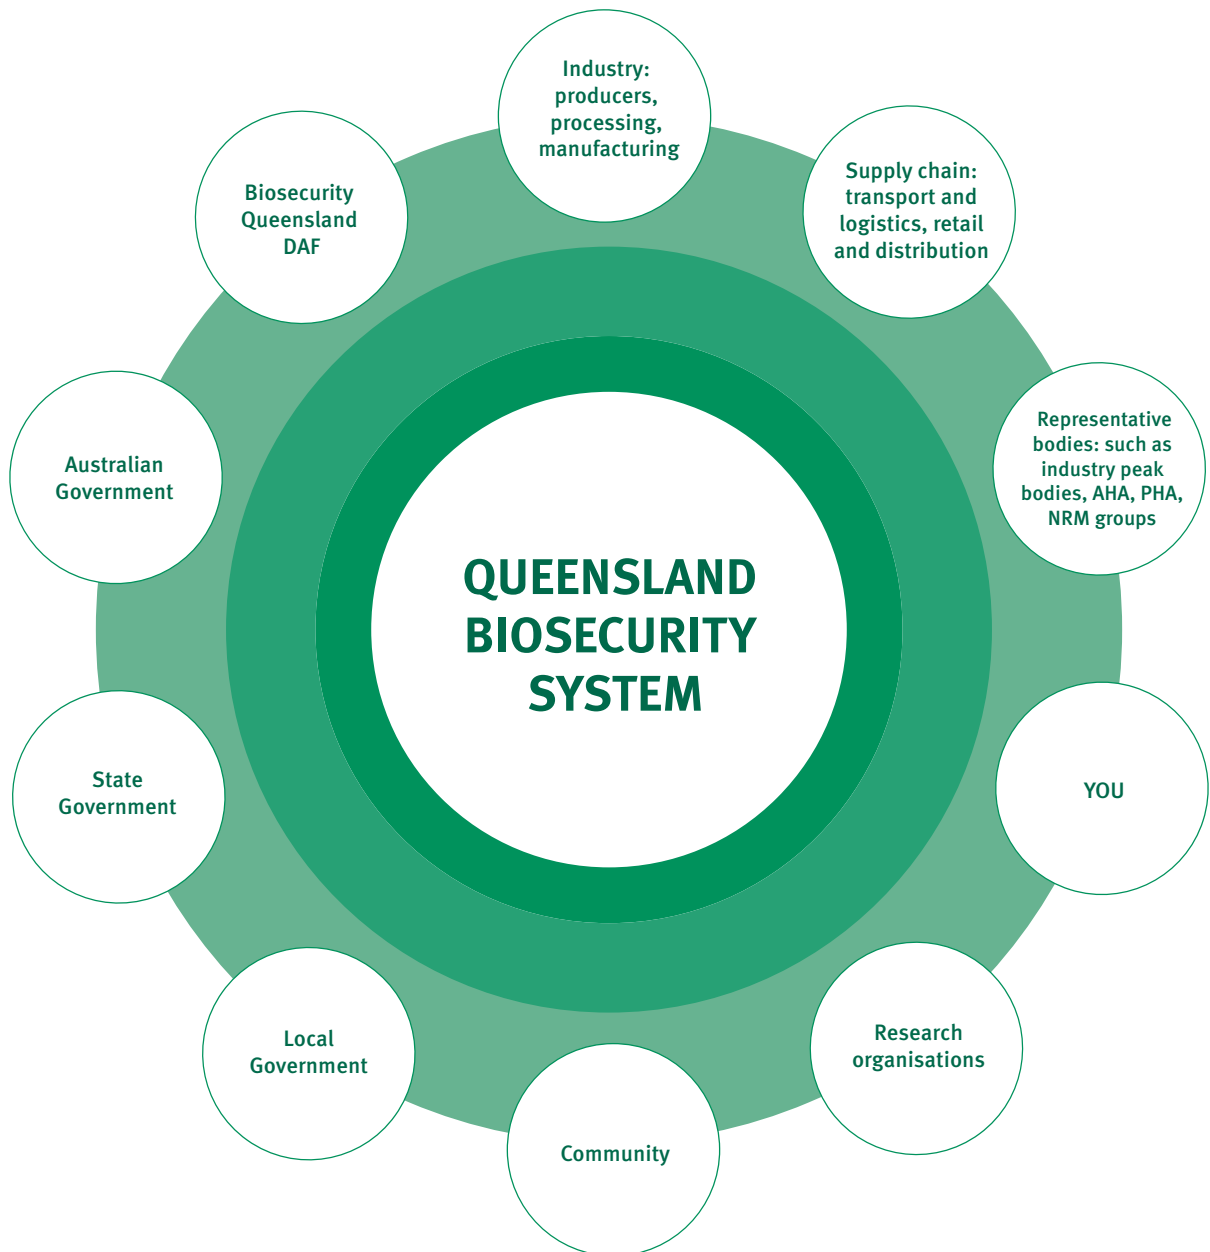 Industry:
producers,
processing,
manufacturing
Supply chain:
transport and
logistics, retail
and distribution
Representative
bodies: such as
industry peak
bodies, AHA, PHA,
NRM groups
YOU
Research
organisations
Community
Local
Government
State
Government
Australian
Government
Biosecurity
Queensland
DAF
QUEENSLAND
BIOSECURITY
SYSTEM